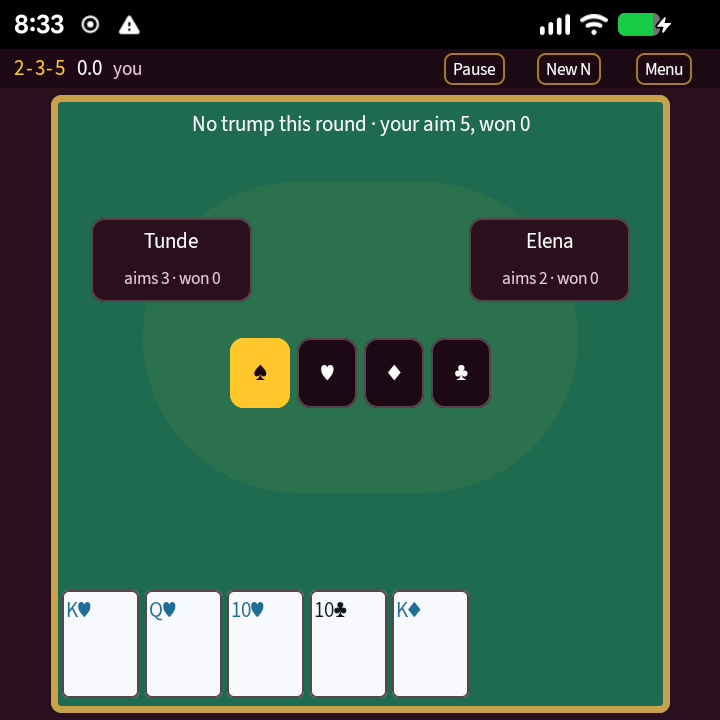 8:33
2-3-5 0.0 you Pause New N Menu
No trump this round · your aim 5, won 0
Tunde
aims 3 · won 0
Elena
aims 2 · won 0
♠ ♥ ♦ ♣
K♥ Q♥ 10♥ 10♣ K♦